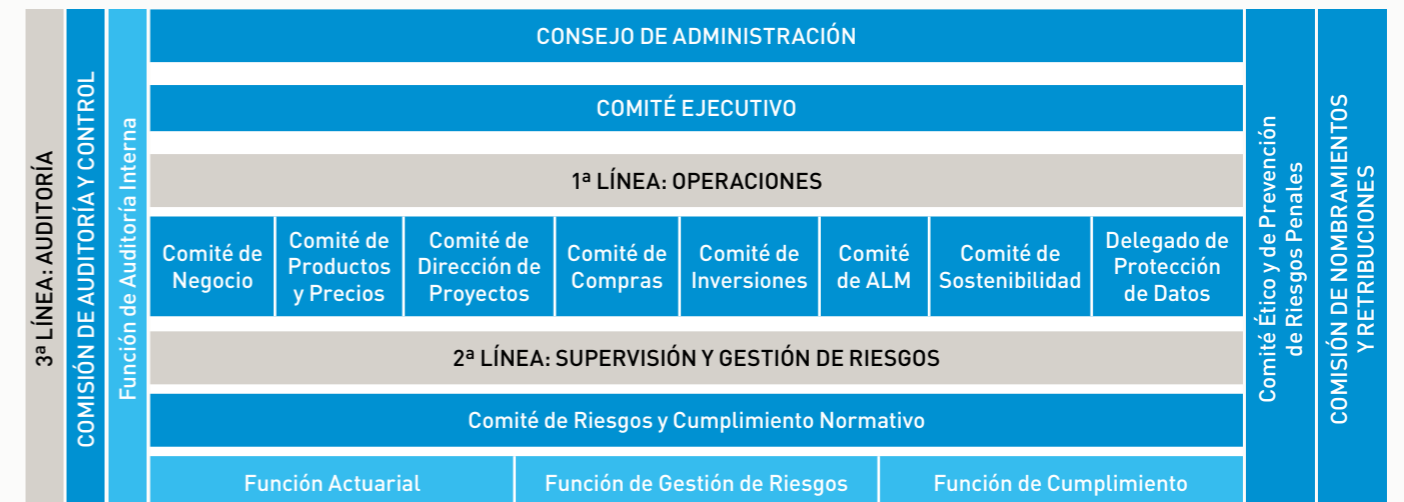 3ª LÍNEA: AUDITORÍA
COMISIÓN DE AUDITORÍA Y CONTROL
Función de Auditoría Interna
CONSEJO DE ADMINISTRACIÓN
COMITÉ EJECUTIVO
1ª LÍNEA: OPERACIONES
Comité de
Negocio
Comité de
Productos
y Precios
Comité de
Dirección de
Proyectos
Comité de
Compras
Comité de
Inversiones
Comité
de ALM
Comité de
Sostenibilidad
Delegado de
Protección
de Datos
2ª LÍNEA: SUPERVISIÓN Y GESTIÓN DE RIESGOS
Comité de Riesgos y Cumplimiento Normativo
Función Actuarial
Función de Gestión de Riesgos
Función de Cumplimiento
Comité Ético y de Prevención
de Riesgos Penales
COMISIÓN DE NOMBRAMIENTOS
Y RETRIBUCIONES